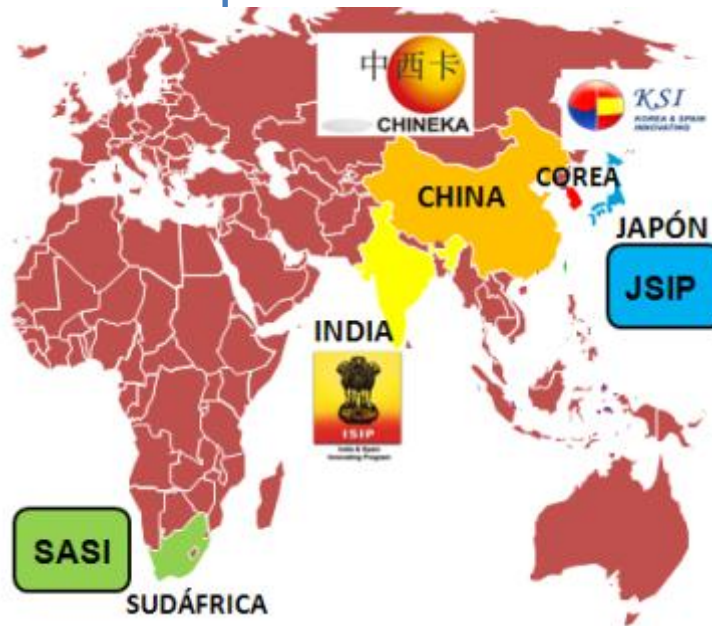 中西卡
CHINEKA
KSI
KOREA & SPAIN
INNOVATING
COREA
CHINA
JAPÓN
JSIP
INDIA
ISIP
India & Spain
Innovating Program
SASI
SUDÁFRICA